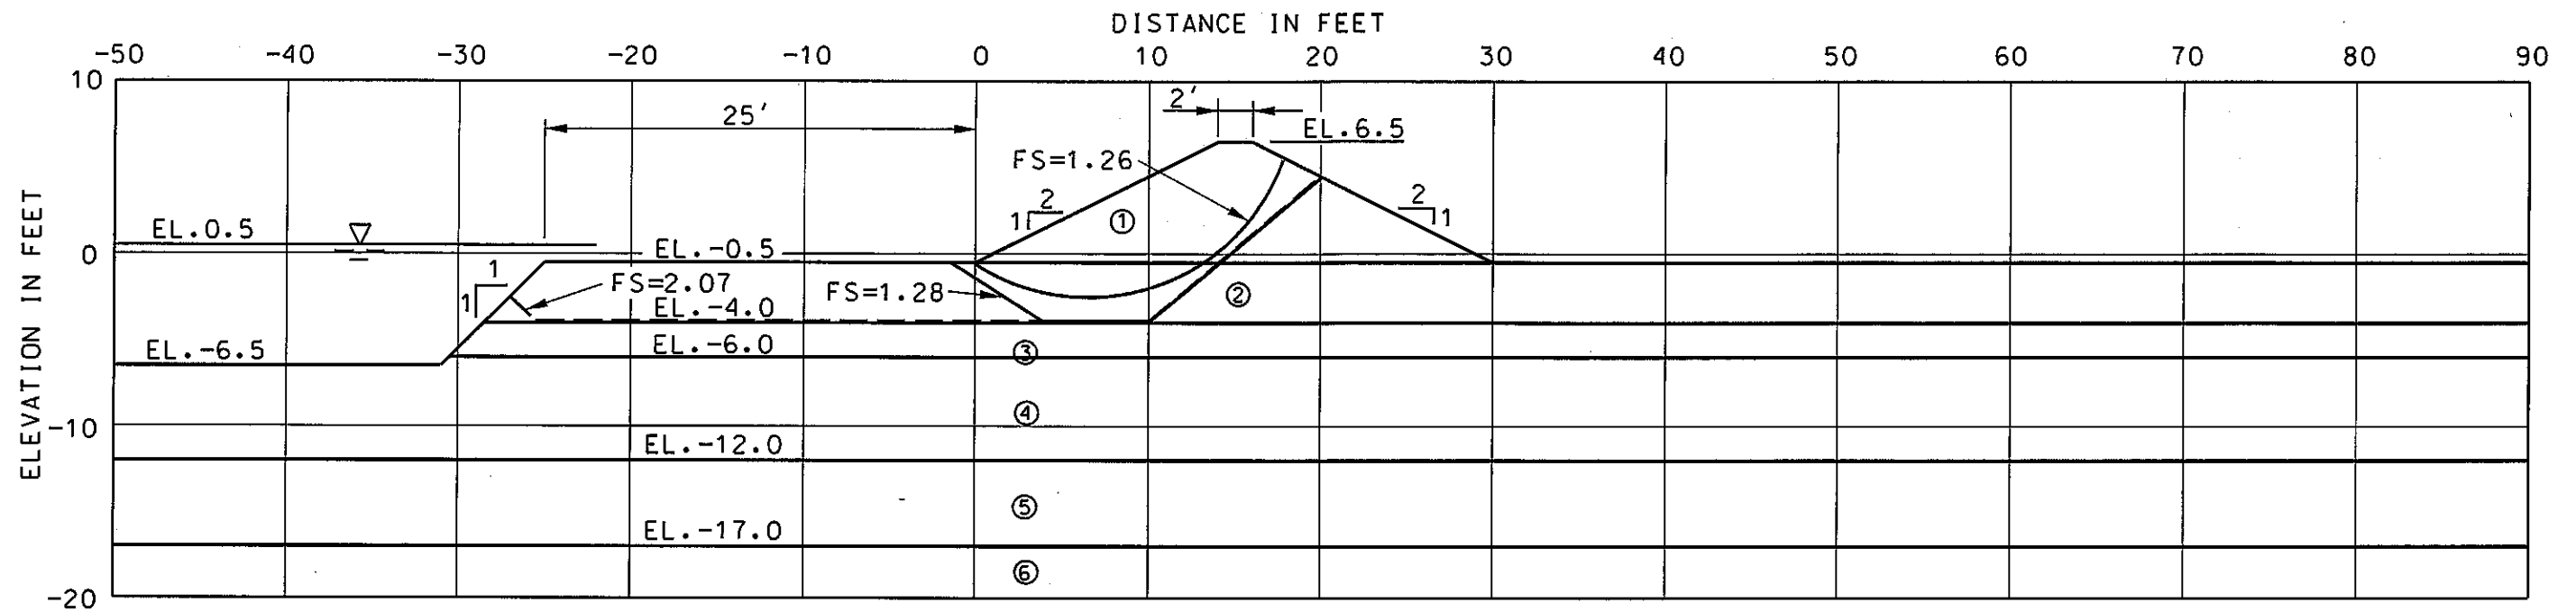 DISTANCE IN FEET
-50 -40 -30 -20 -10 0 10 20 30 40 50 60 70 80 90
10
2'
25'
EL.6.5
FS=1.26
2
1
①
2
1
EL.0.5
0
EL.-0.5
1
1
FS=2.07
FS=1.28
②
EL.-4.0
EL.-6.5
EL.-6.0
③
④
-10
EL.-12.0
⑤
EL.-17.0
⑥
-20
ELEVATION IN FEET